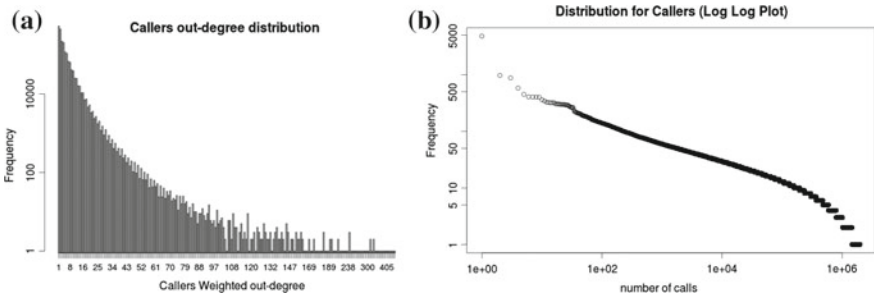 (a)
Callers out-degree distribution
Frequency
10000
100
1
1 8 16 25 34 43 52 61 70 79 88 97 108 120 132 147 169 189 238 300 405
Callers Weighted out-degree
(b)
Distribution for Callers (Log Log Plot)
Frequency
5000
500
50
10
5
1
1e+00 1e+02 1e+04 1e+06
number of calls